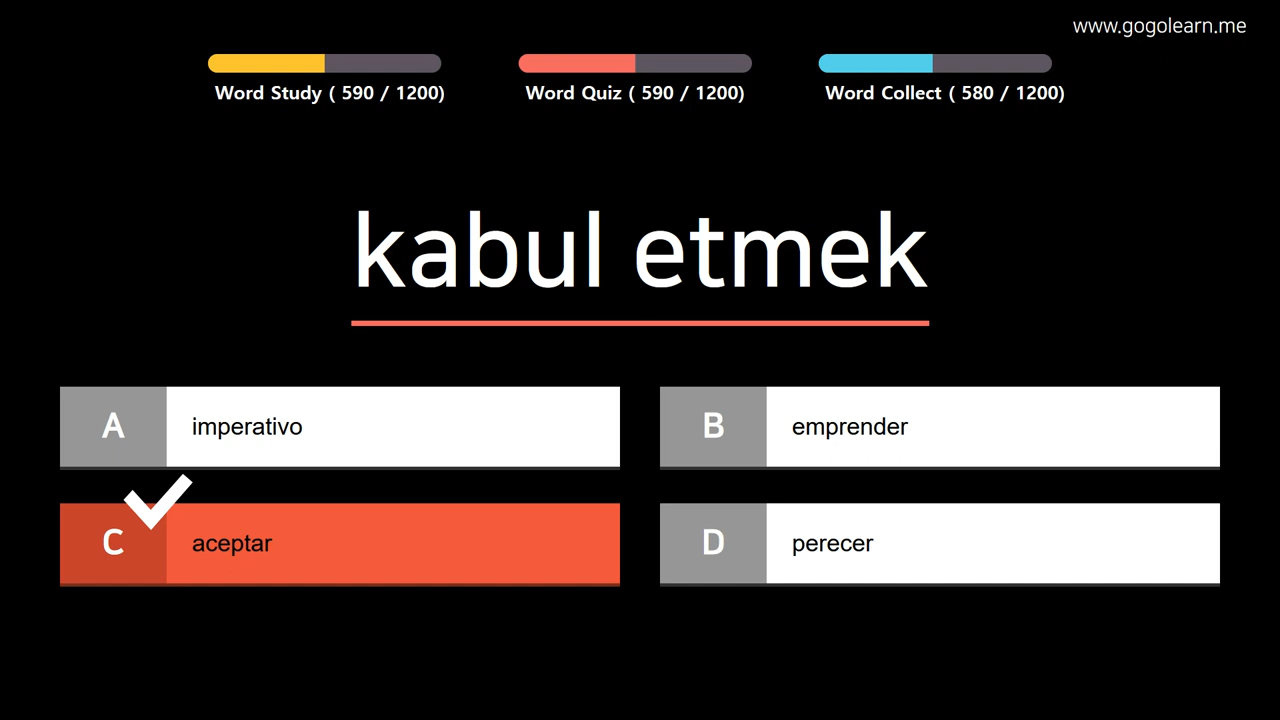 www.gogolearn.me
Word Study ( 590 / 1200)
Word Quiz ( 590 / 1200)
Word Collect ( 580 / 1200)
kabul etmek
A
imperativo
B
emprender
C
aceptar
D
perecer